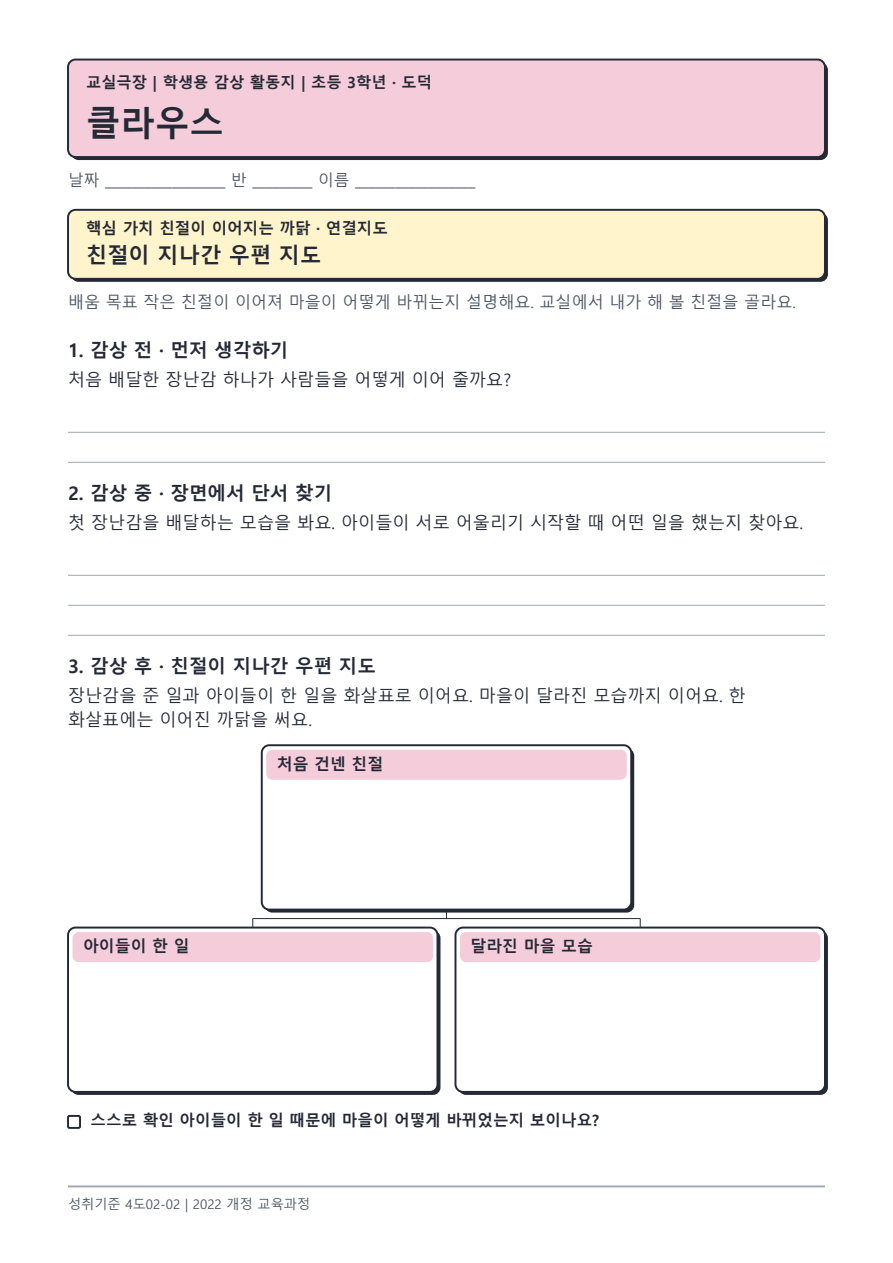 교실극장 | 학생용 감상 활동지 | 초등 3학년 · 도덕
클라우스
날짜 _______________ 반 _______ 이름 _______________
핵심 가치 친절이 이어지는 까닭 · 연결지도
친절이 지나간 우편 지도
배움 목표 작은 친절이 이어져 마을이 어떻게 바뀌는지 설명해요. 교실에서 내가 해 볼 친절을 골라요.
1. 감상 전 · 먼저 생각하기
처음 배달한 장난감 하나가 사람들을 어떻게 이어 줄까요?
2. 감상 중 · 장면에서 단서 찾기
첫 장난감을 배달하는 모습을 봐요. 아이들이 서로 어울리기 시작할 때 어떤 일을 했는지 찾아요.
3. 감상 후 · 친절이 지나간 우편 지도
장난감을 준 일과 아이들이 한 일을 화살표로 이어요. 마을이 달라진 모습까지 이어요. 한
화살표에는 이어진 까닭을 써요.
처음 건넨 친절
아이들이 한 일
달라진 마을 모습
스스로 확인 아이들이 한 일 때문에 마을이 어떻게 바뀌었는지 보이나요?
성취기준 4도02-02 | 2022 개정 교육과정